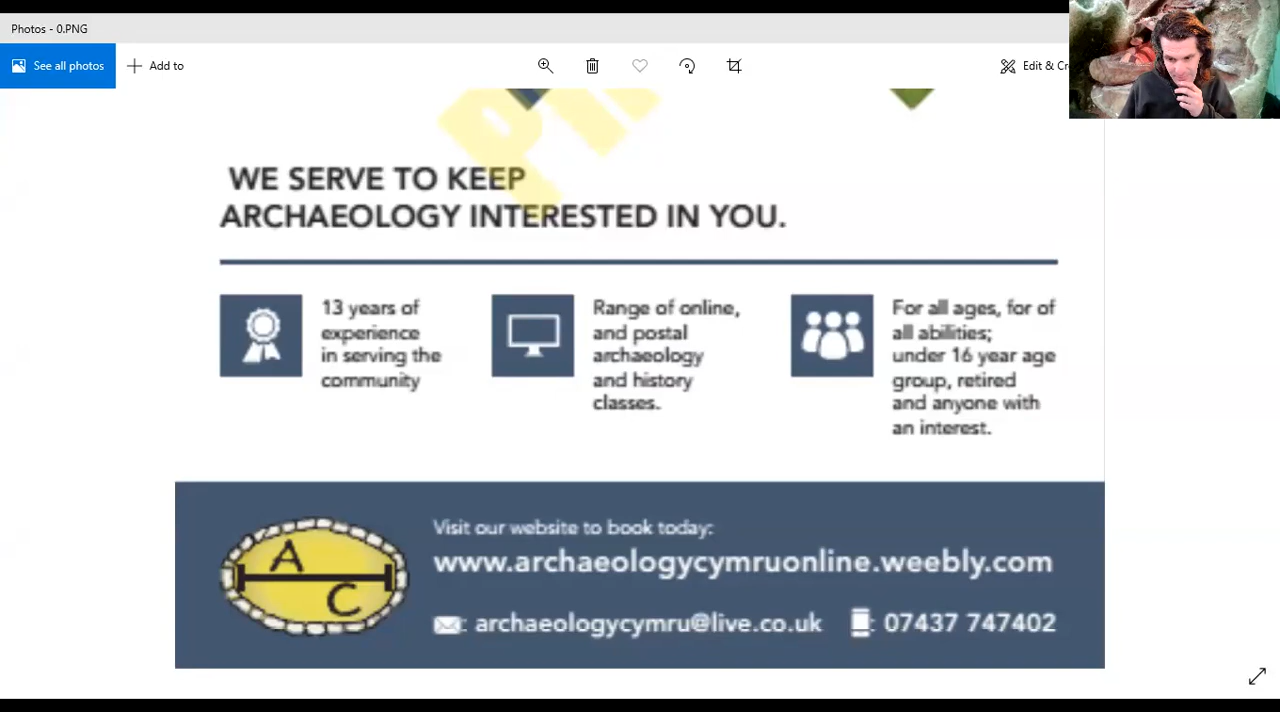 Photos - 0.PNG
See all photos
Add to
Edit & Cr
WE SERVE TO KEEP
ARCHAEOLOGY INTERESTED IN YOU.
13 years of
experience
in serving the
community
Range of online,
and postal
archaeology
and history
classes.
For all ages, for of
all abilities;
under 16 year age
group, retired
and anyone with
an interest.
A
C
Visit our website to book today:
www.archaeologycymruonline.weebly.com
: archaeologycymru@live.co.uk
: 07437 747402